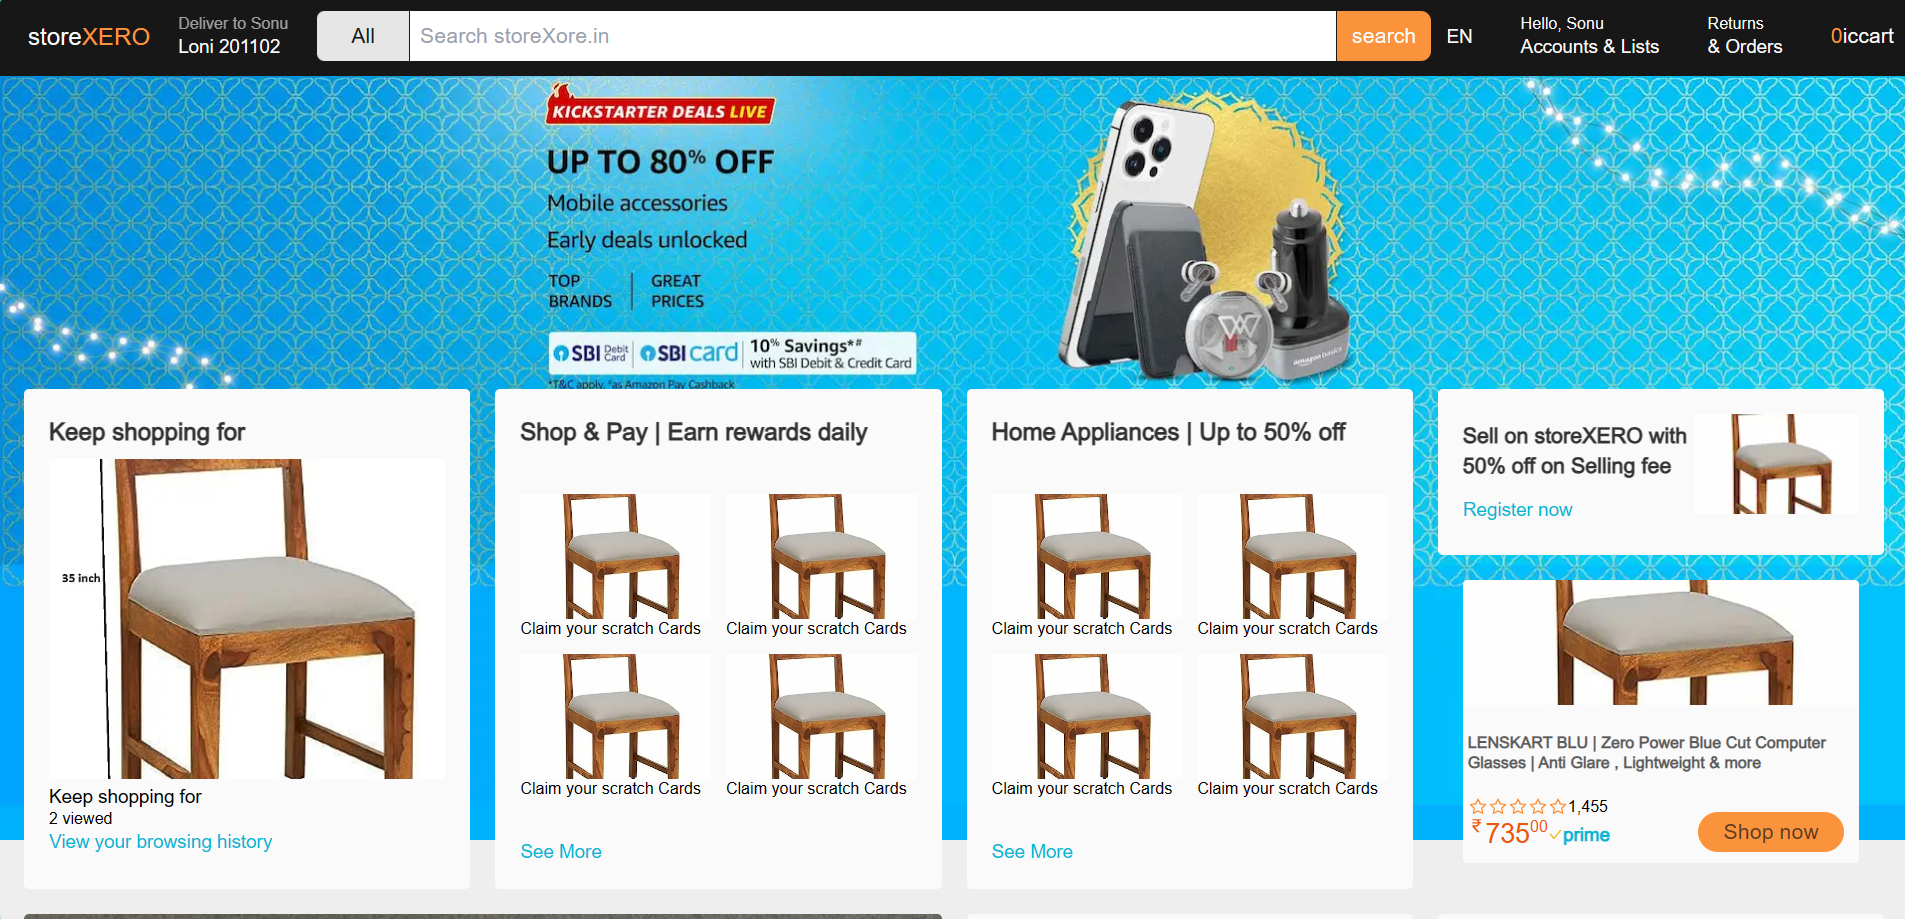 storeXERO
Deliver to Sonu
Loni 201102
All
Search storeXore.in
search
EN
Hello, Sonu
Accounts & Lists
Returns
& Orders
0iccart
KICKSTARTER DEALS LIVE
UP TO 80% OFF
Mobile accessories
Early deals unlocked
TOP
BRANDS
GREAT
PRICES
SBI Debit Card
SBI card
10% Savings*#
with SBI Debit & Credit Card
*T&C apply. #as Amazon Pay Cashback
amazon basics
Keep shopping for
35 inch
Keep shopping for
2 viewed
View your browsing history
Shop & Pay | Earn rewards daily
Claim your scratch Cards
Claim your scratch Cards
Claim your scratch Cards
Claim your scratch Cards
See More
Home Appliances | Up to 50% off
Claim your scratch Cards
Claim your scratch Cards
Claim your scratch Cards
Claim your scratch Cards
See More
Sell on storeXERO with
50% off on Selling fee
Register now
LENSKART BLU | Zero Power Blue Cut Computer
Glasses | Anti Glare , Lightweight & more
1,455
₹73500 prime
Shop now